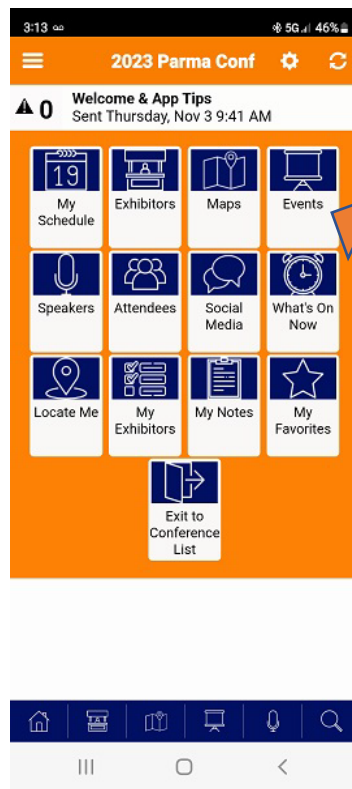 3:13 5G 46%
2023 Parma Conf
0 Welcome & App Tips
Sent Thursday, Nov 3 9:41 AM
19
My Schedule
Exhibitors
Maps
Events
Speakers
Attendees
Social Media
What's On Now
Locate Me
My Exhibitors
My Notes
My Favorites
Exit to
Conference
List